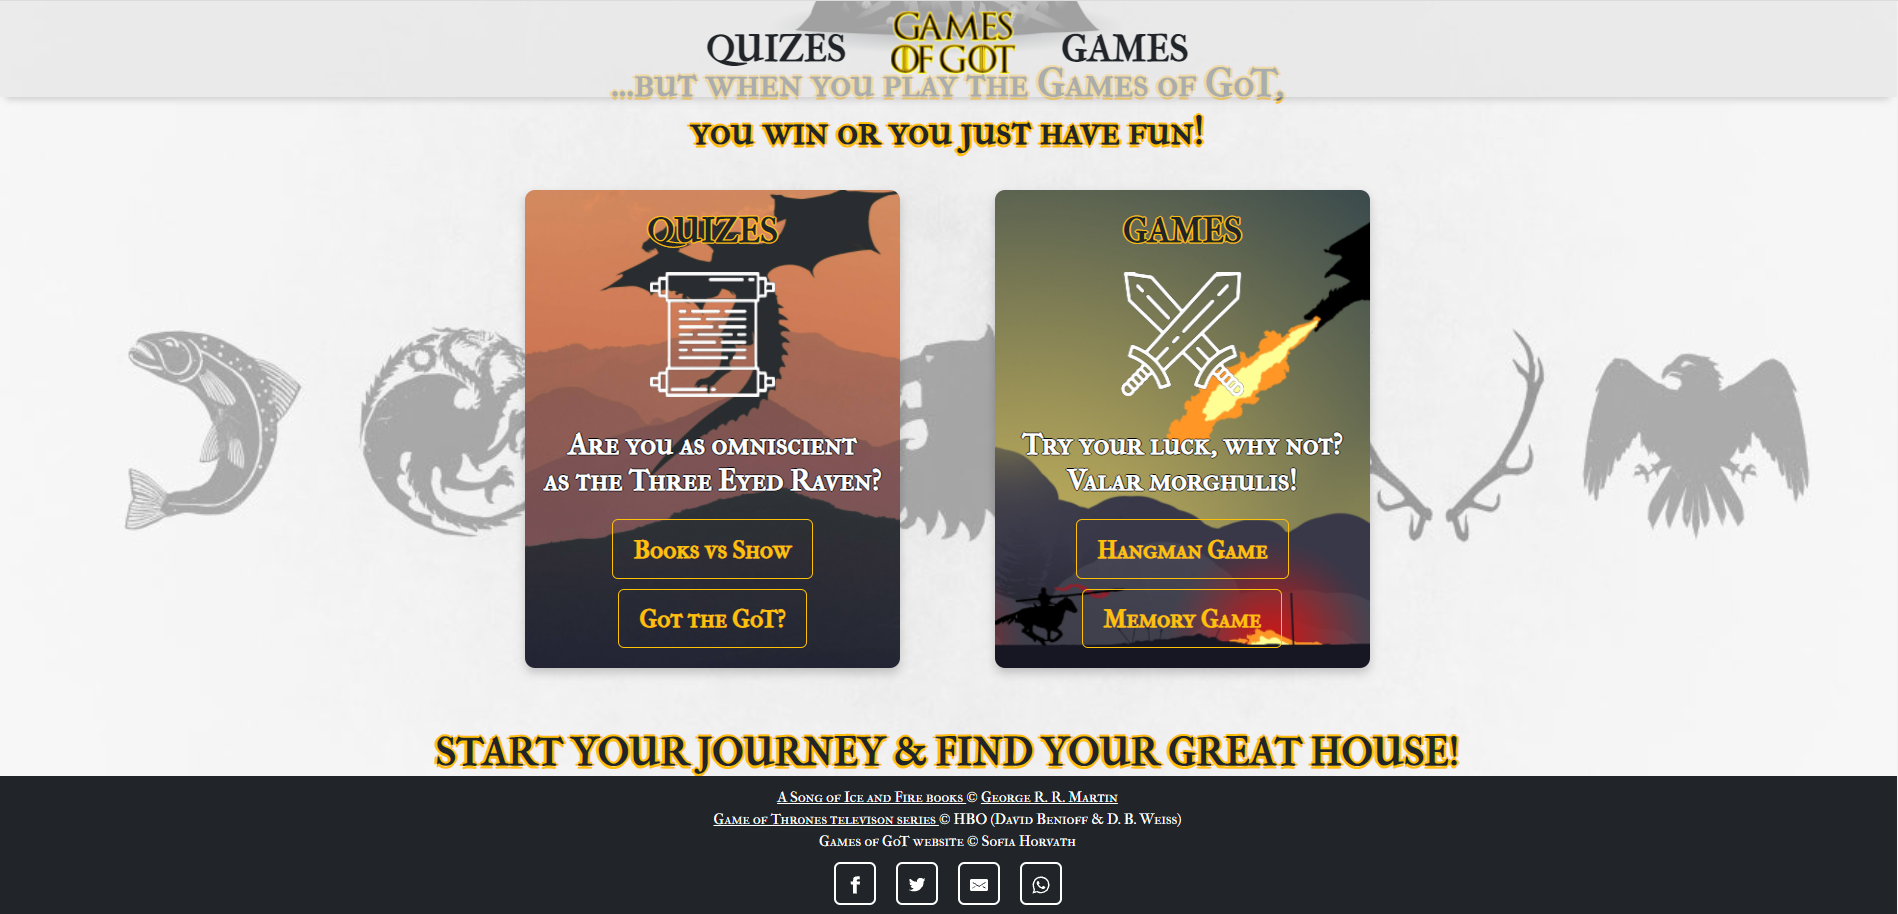 QUIZES
GAMES
OF GOT
GAMES
...but when you play the Games of GoT,
you win or you just have fun!
QUIZES
Are you as omniscient
as the Three Eyed Raven?
Books vs Show
Got the GoT?
GAMES
Try your luck, why not?
Valar morghulis!
Hangman Game
Memory Game
START YOUR JOURNEY & FIND YOUR GREAT HOUSE!
A Song of Ice and Fire books © George R. R. Martin
Game of Thrones televison series © HBO (David Benioff & D. B. Weiss)
Games of GoT website © Sofia Horvath